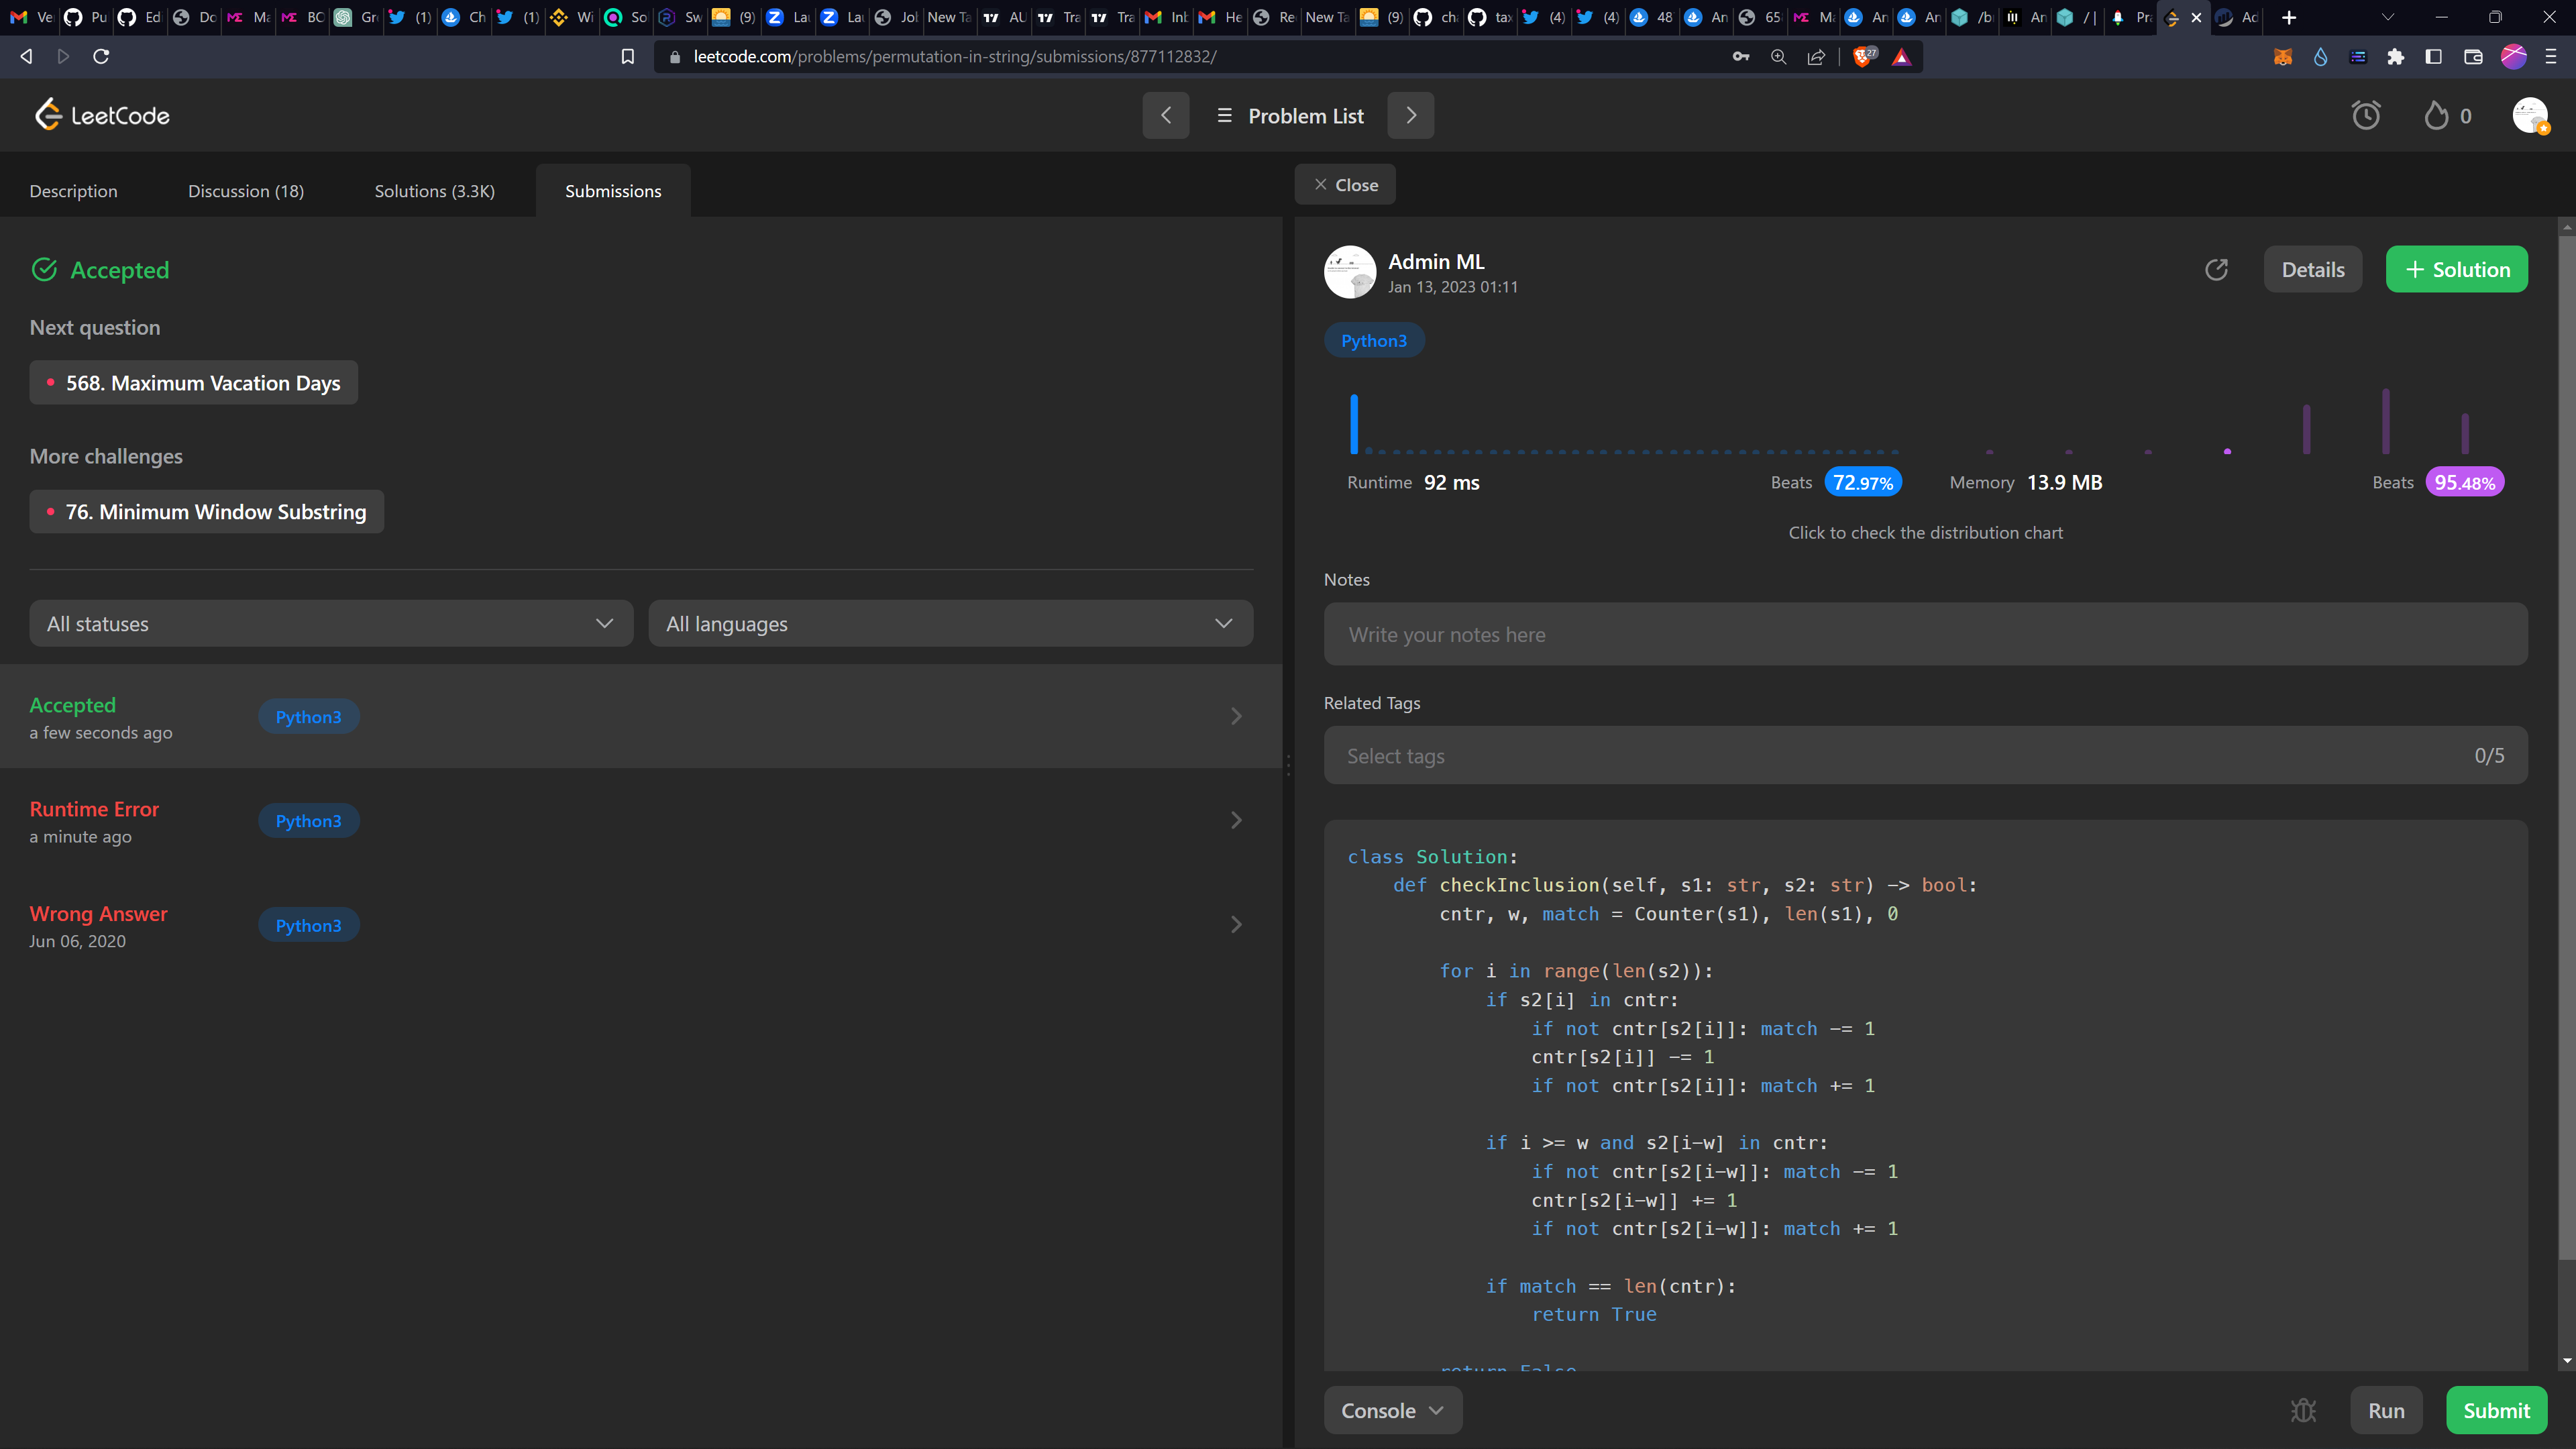 Ve Pu Ed Do Ma BC Gr (1) Ch (1) Wi So Sw (9) Lau Lau Job New Ta AU Tra Tra Inb He Re New Ta (9) cha tax (4) (4) 48 An 65 Ma An An /b An / | Pra Ad
leetcode.com/problems/permutation-in-string/submissions/877112832/
27
LeetCode
Problem List
0
Description
Discussion (18)
Solutions (3.3K)
Submissions
Close
Accepted
Next question
568. Maximum Vacation Days
More challenges
76. Minimum Window Substring
All statuses
All languages
Accepted
a few seconds ago
Python3
Runtime Error
a minute ago
Python3
Wrong Answer
Jun 06, 2020
Python3
Admin ML
Jan 13, 2023 01:11
Details
+ Solution
Python3
Runtime 92 ms
Beats 72.97%
Memory 13.9 MB
Beats 95.48%
Click to check the distribution chart
Notes
Write your notes here
Related Tags
Select tags
0/5
class Solution:
    def checkInclusion(self, s1: str, s2: str) -> bool:
        cntr, w, match = Counter(s1), len(s1), 0
        for i in range(len(s2)):
            if s2[i] in cntr:
                if not cntr[s2[i]]: match -= 1
                cntr[s2[i]] -= 1
                if not cntr[s2[i]]: match += 1
            if i >= w and s2[i-w] in cntr:
                if not cntr[s2[i-w]]: match -= 1
                cntr[s2[i-w]] += 1
                if not cntr[s2[i-w]]: match += 1
            if match == len(cntr):
                return True
        return False
Console
Run
Submit